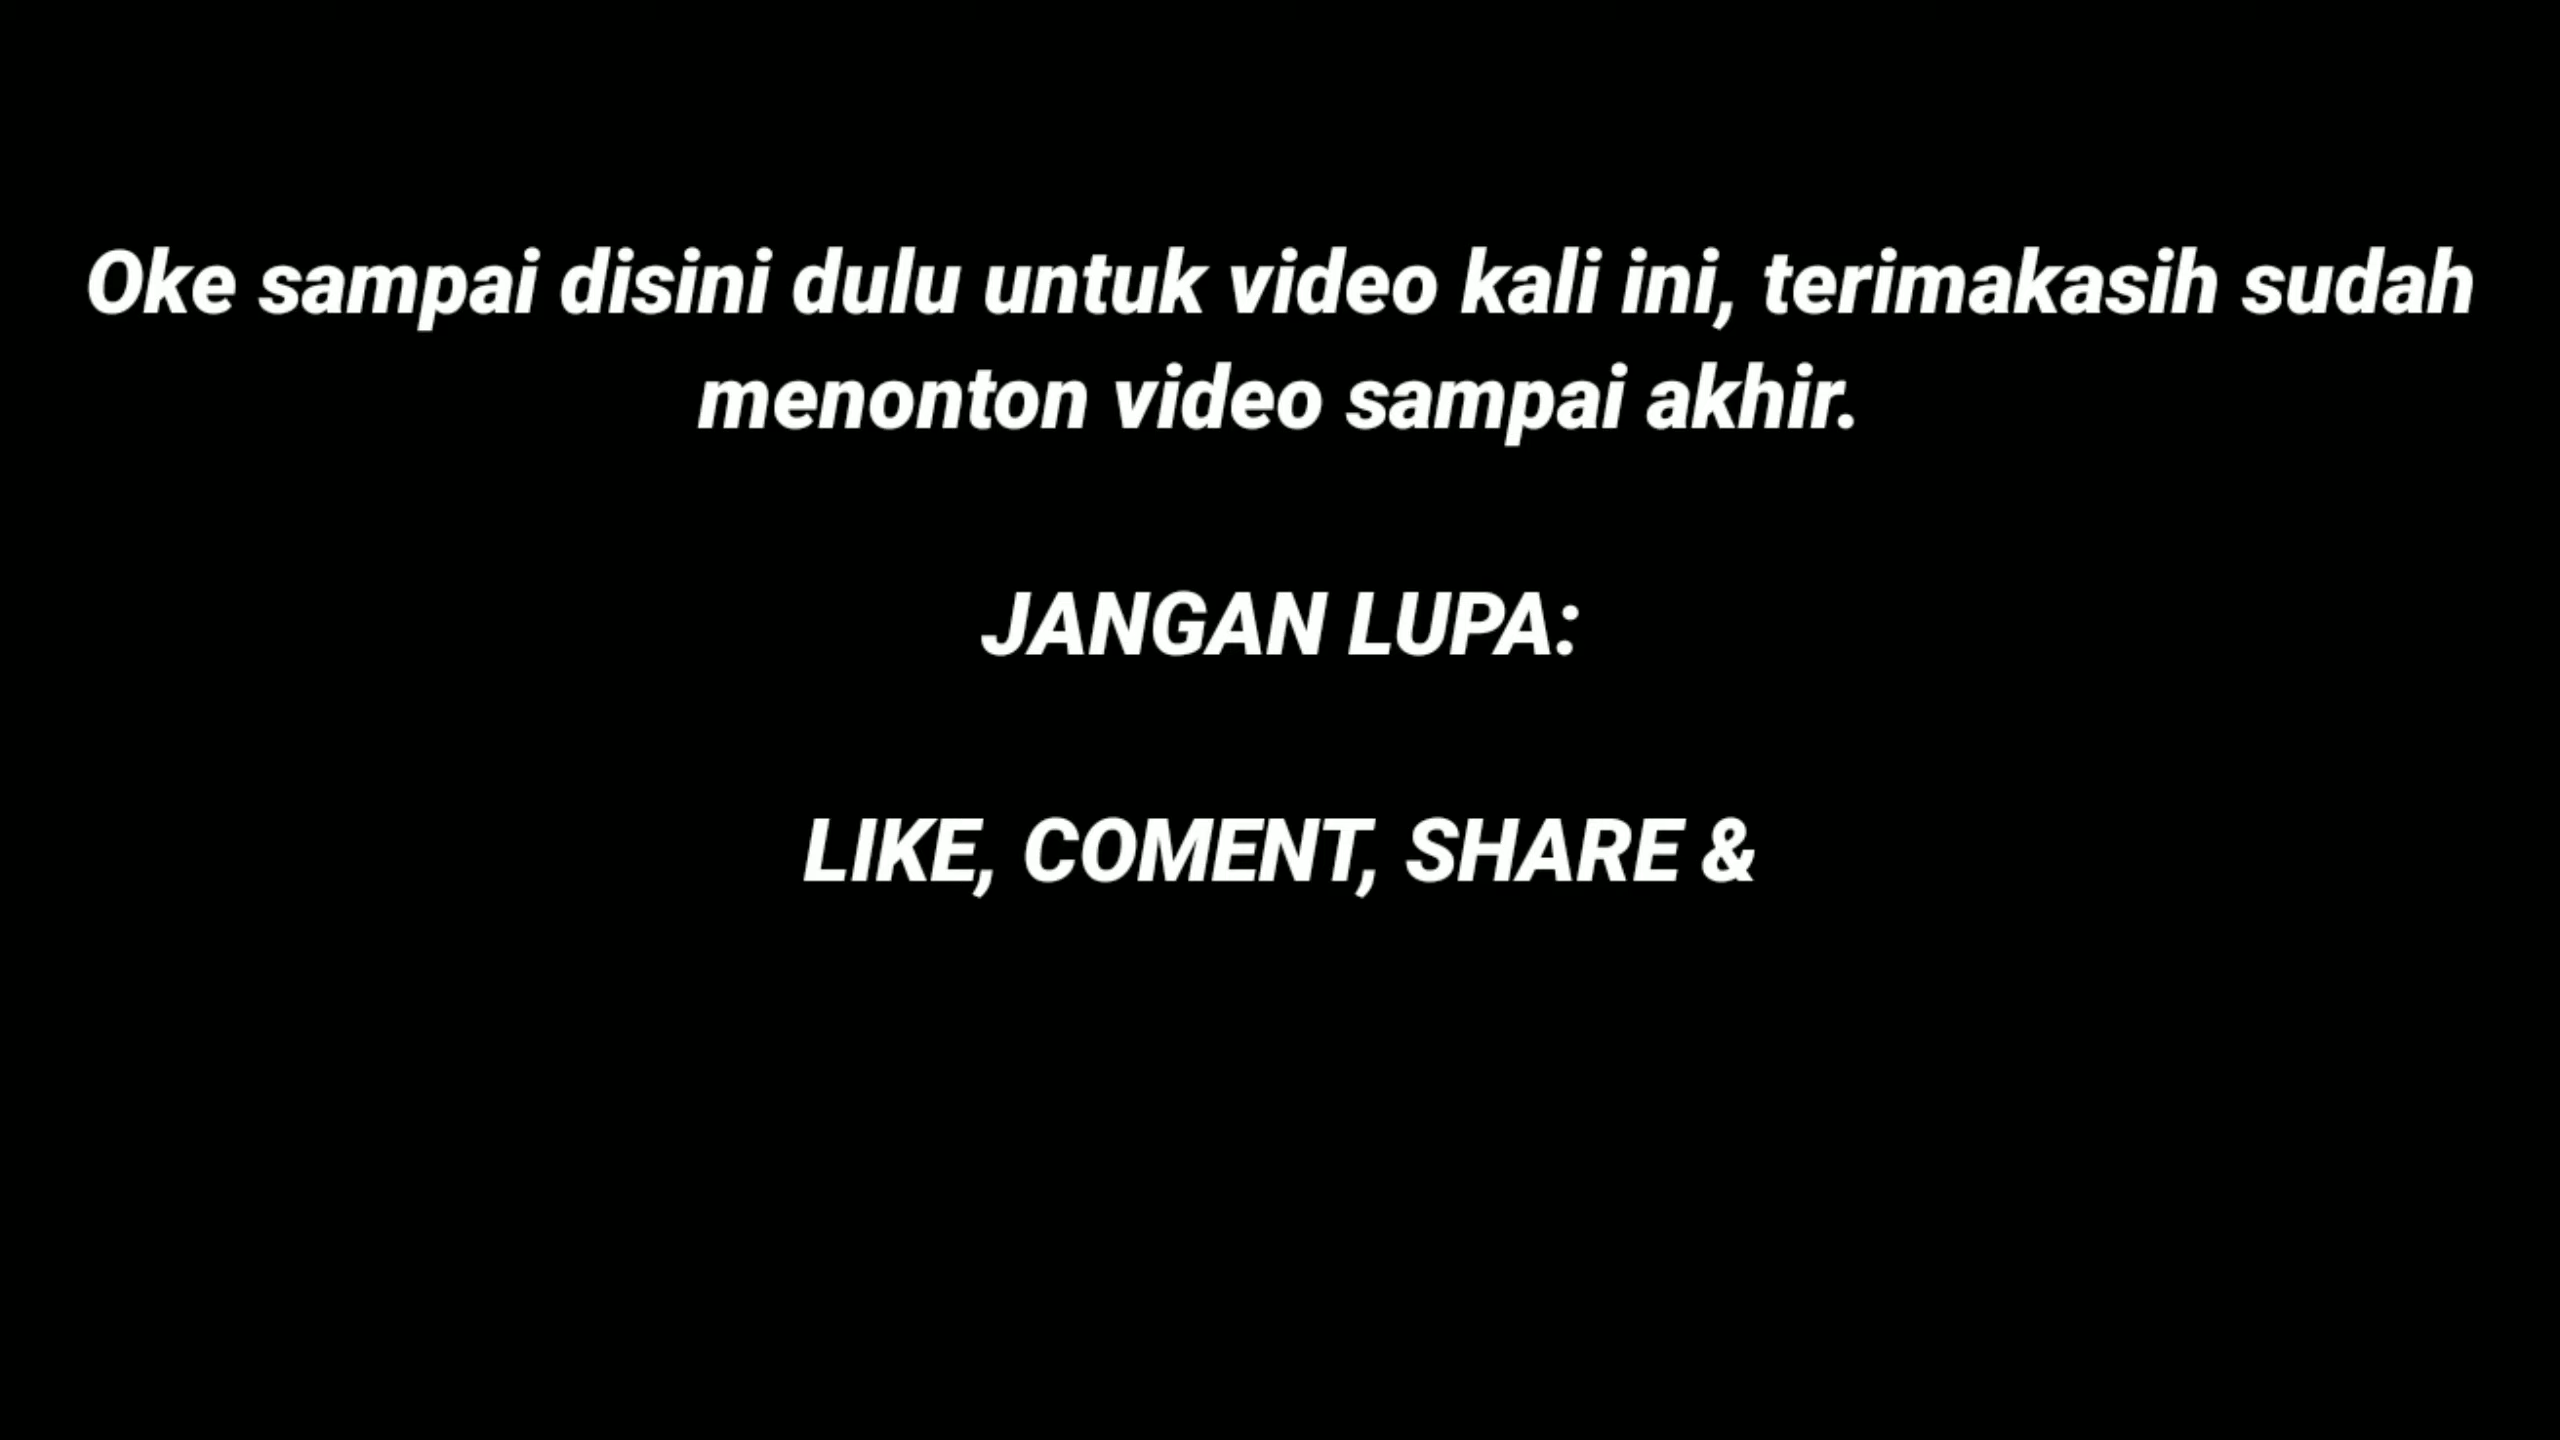 Oke sampai disini dulu untuk video kali ini, terimakasih sudah
menonton video sampai akhir.
JANGAN LUPA:
LIKE, COMENT, SHARE &